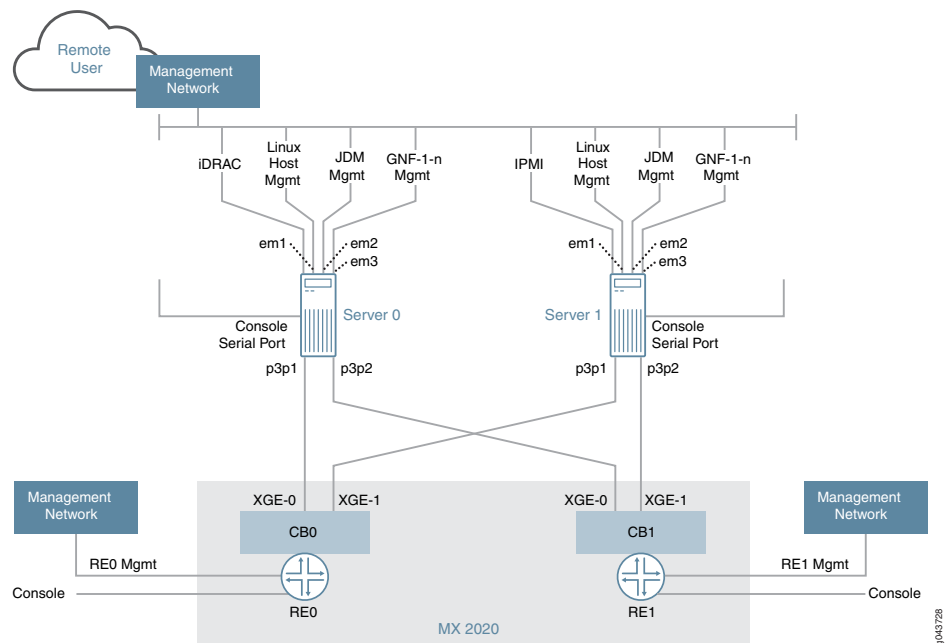 Remote
User
Management
Network
iDRAC
Linux
Host
Mgmt
JDM
Mgmt
GNF-1-n
Mgmt
IPMI
Linux
Host
Mgmt
JDM
Mgmt
GNF-1-n
Mgmt
em1
em2
em3
em1
em2
em3
Server 0
Server 1
Console
Serial Port
Console
Serial Port
p3p1
p3p2
p3p1
p3p2
Management
Network
XGE-0
XGE-1
XGE-0
XGE-1
Management
Network
CB0
CB1
RE0 Mgmt
RE1 Mgmt
Console
Console
RE0
RE1
MX 2020
g043728